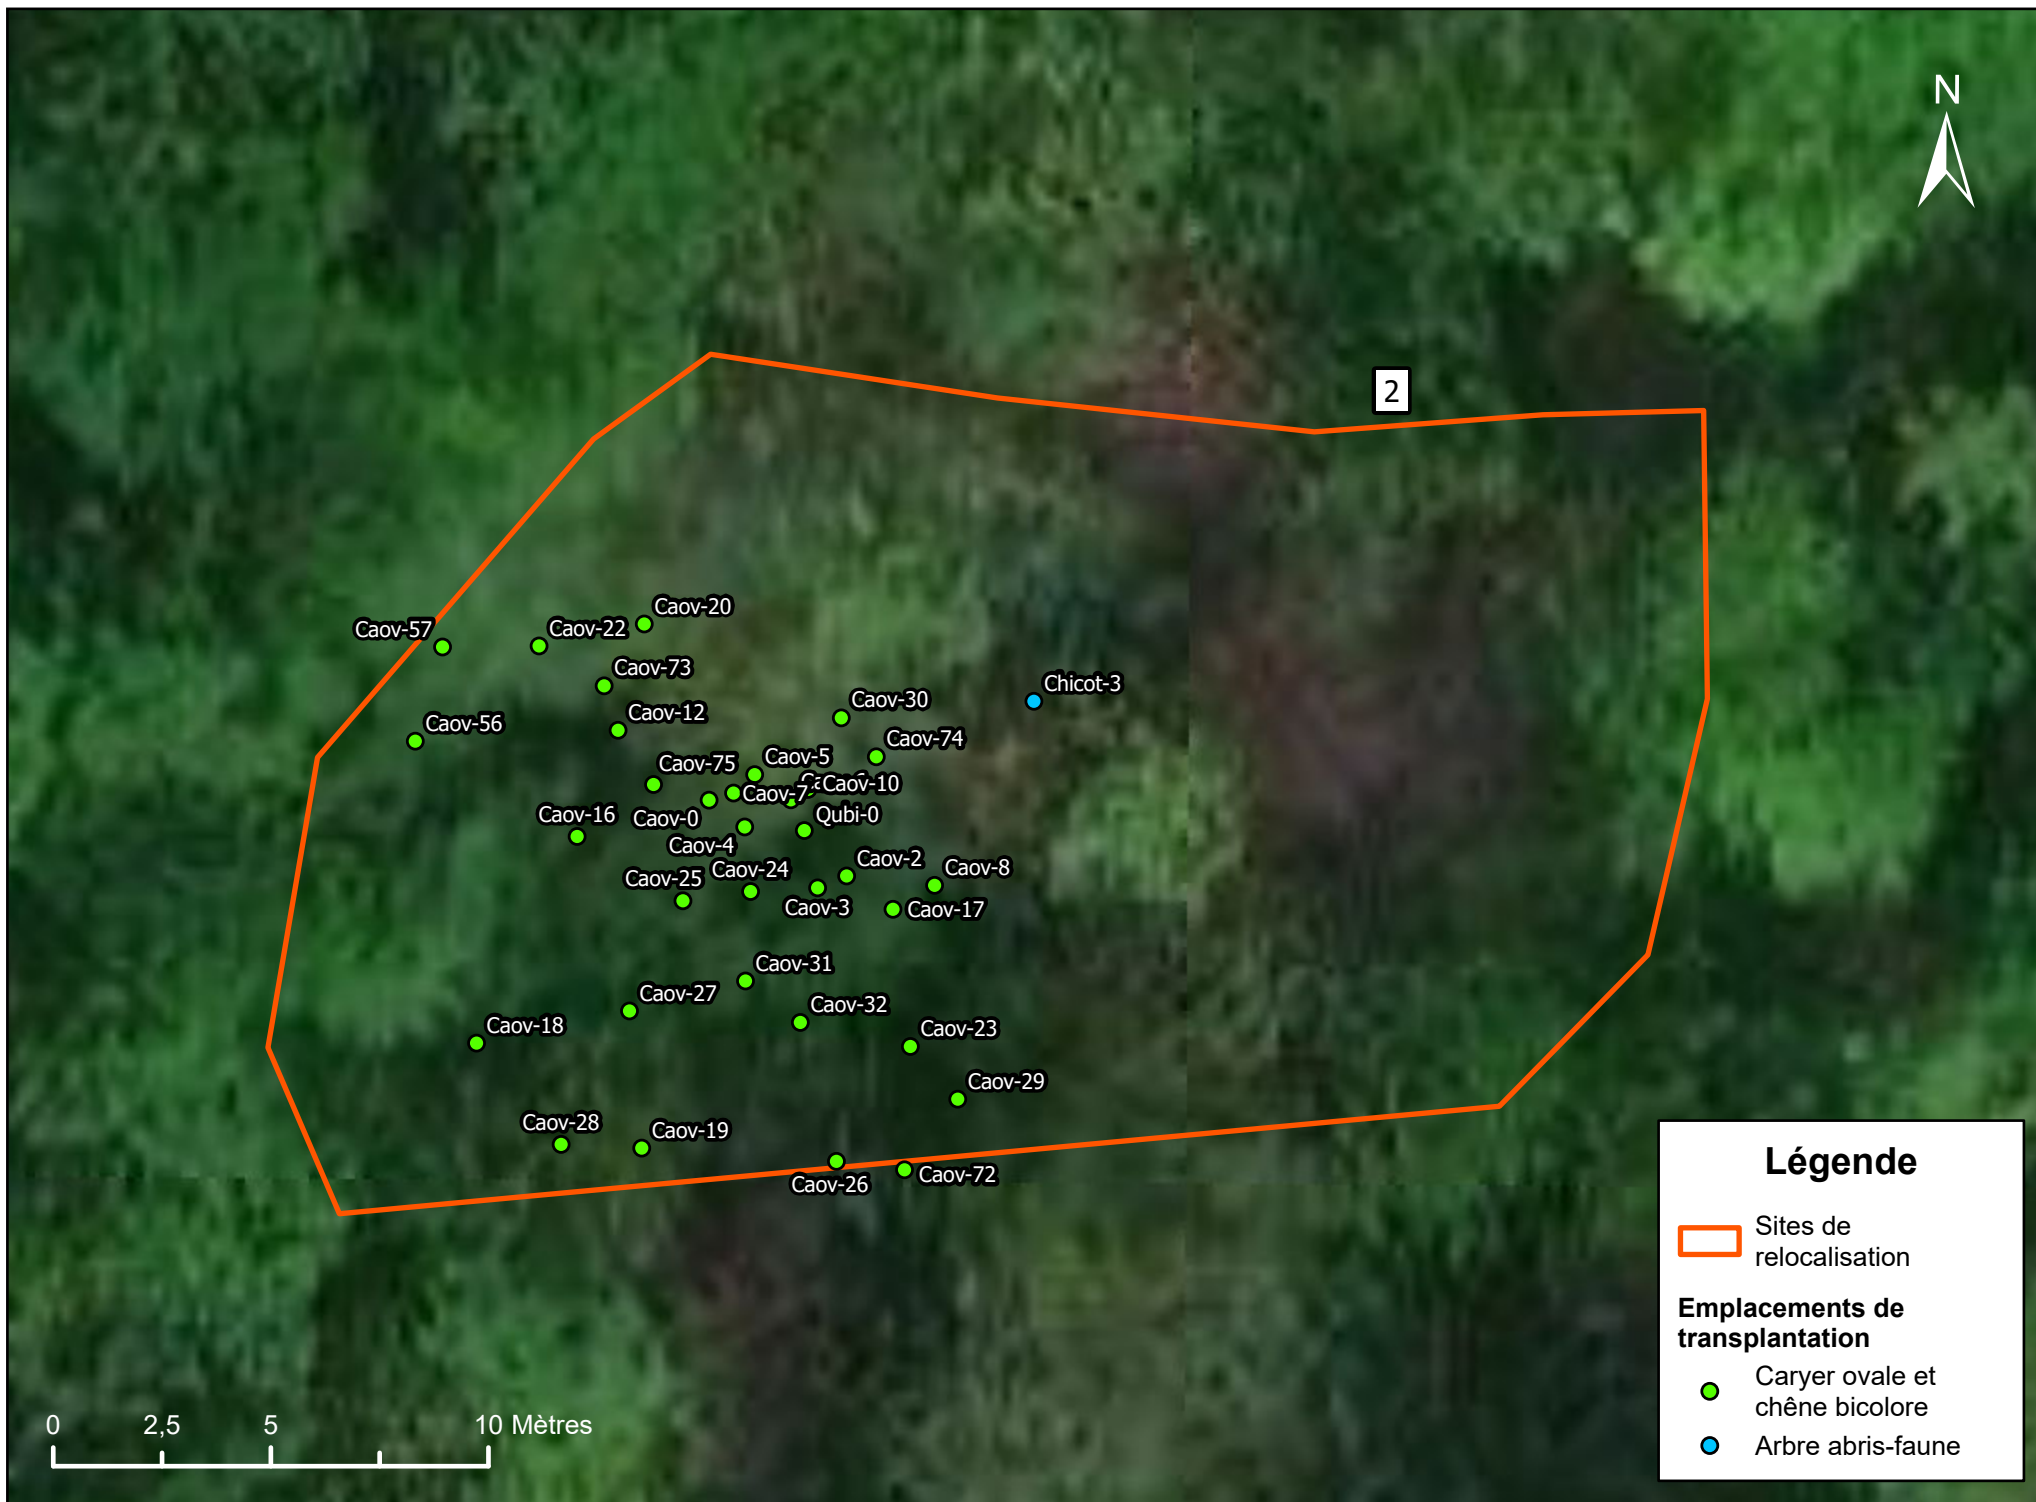 N
2
Caov-20
Caov-57
Caov-22
Caov-73
Chicot-3
Caov-30
Caov-12
Caov-56
Caov-74
Caov-5
Caov-75
Caov-10
Caov-7
Caov-16
Caov-0
Qubi-0
Caov-4
Caov-2
Caov-24
Caov-8
Caov-25
Caov-3
Caov-17
Caov-31
Caov-27
Caov-32
Caov-18
Caov-23
Caov-29
Caov-28
Caov-19
Caov-26
Caov-72
Légende
Sites de
relocalisation
Emplacements de
transplantation
Caryer ovale et
chêne bicolore
Arbre abris-faune
0 2,5 5 10 Mètres